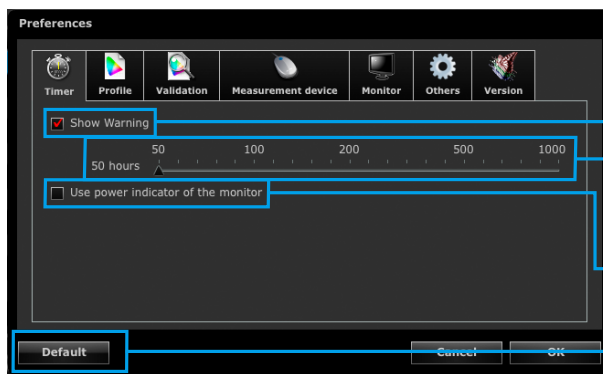 Preferences
Timer Profile Validation Measurement device Monitor Others Version
Show Warning
50 100 200 500 1000
50 hours
Use power indicator of the monitor
Default Cancel OK